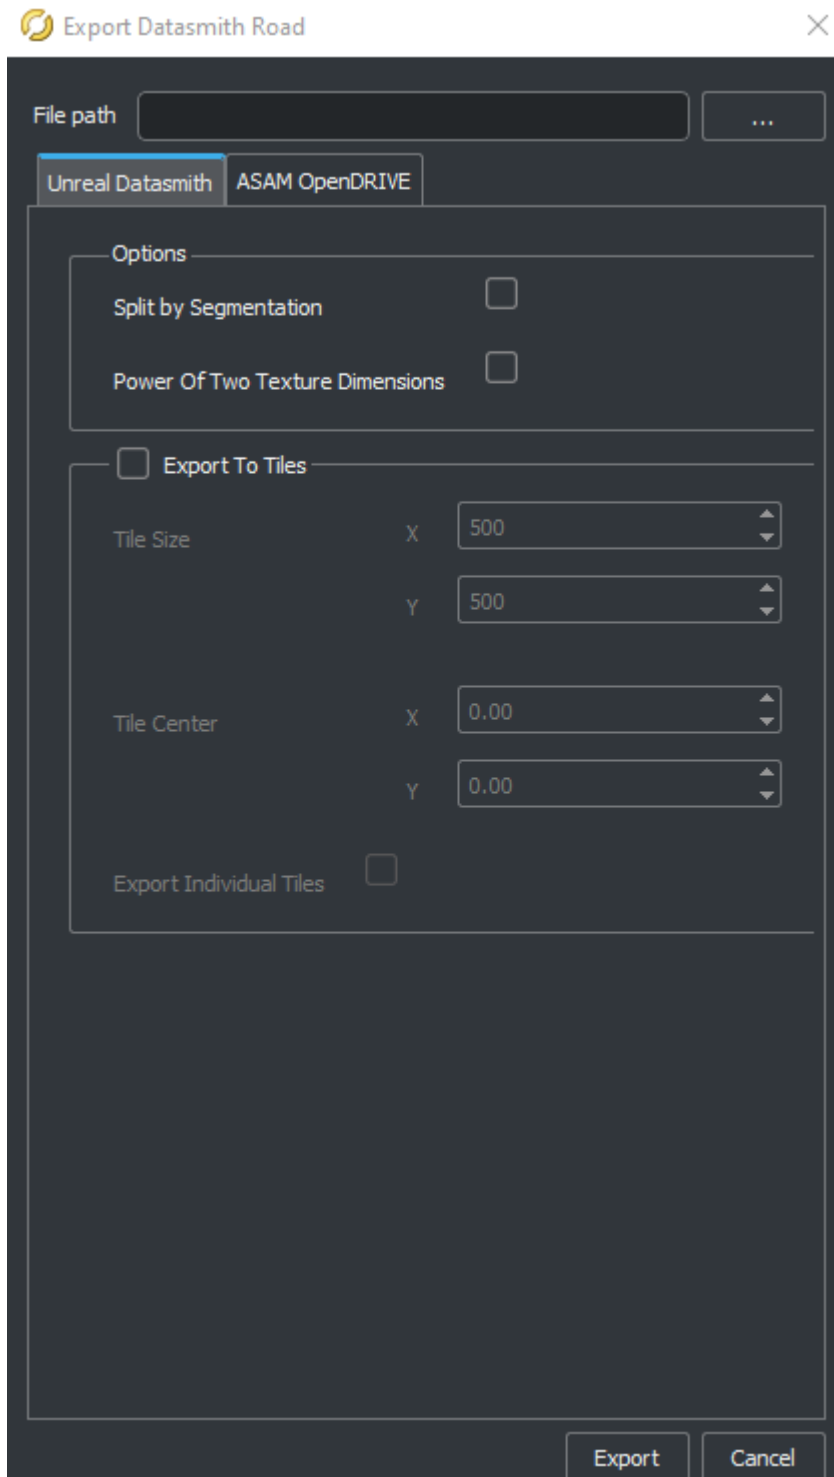 Export Datasmith Road
File path ...
Unreal Datasmith ASAM OpenDRIVE
Options
Split by Segmentation
Power Of Two Texture Dimensions
Export To Tiles
Tile Size X 500
Y 500
Tile Center X 0.00
Y 0.00
Export Individual Tiles
Export Cancel